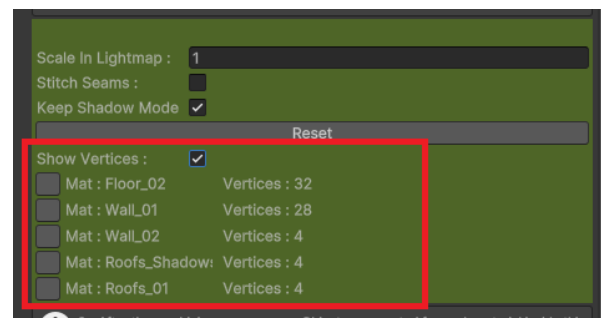 Scale In Lightmap : 1
Stitch Seams :
Keep Shadow Mode
Reset
Show Vertices :
Mat : Floor_02 Vertices : 32
Mat : Wall_01 Vertices : 28
Mat : Wall_02 Vertices : 4
Mat : Roofs_Shadow: Vertices : 4
Mat : Roofs_01 Vertices : 4